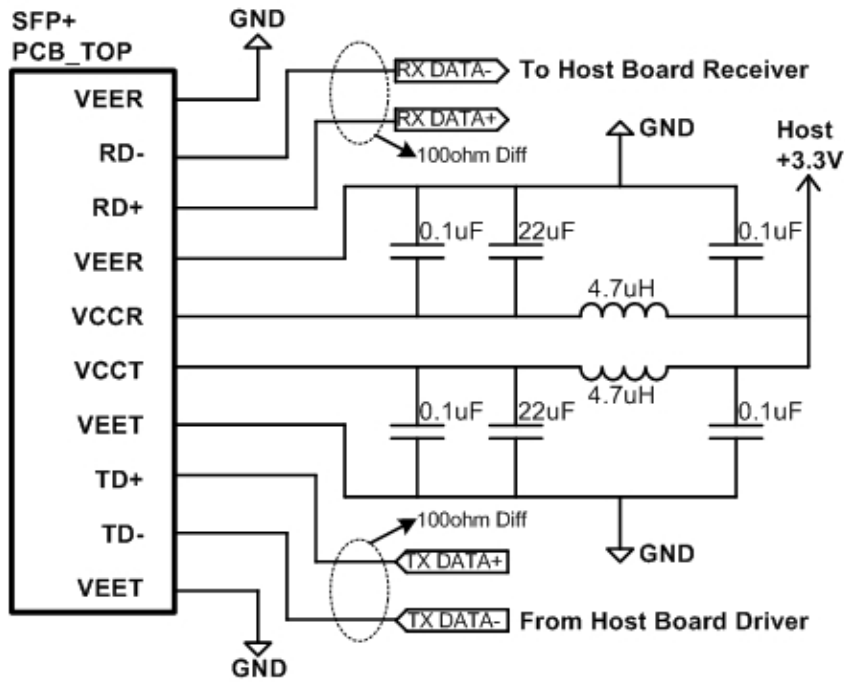 SFP+
PCB_TOP
GND
VEER
RD-
RD+
VEER
VCCR
VCCT
VEET
TD+
TD-
VEET
RX DATA-
To Host Board Receiver
RX DATA+
100ohm Diff
GND
Host
+3.3V
0.1uF
22uF
0.1uF
4.7uH
4.7uH
0.1uF
22uF
0.1uF
100ohm Diff
GND
TX DATA+
TX DATA-
From Host Board Driver
GND